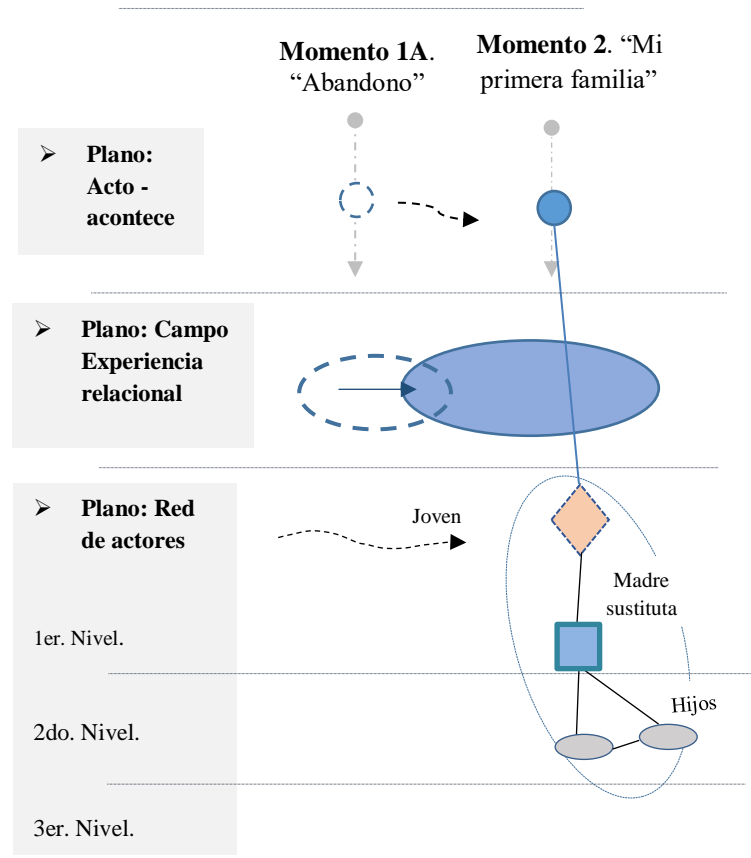 Momento 1A.
“Abandono”
Momento 2. “Mi
primera familia”
➢ Plano:
Acto -
acontece
➢ Plano: Campo
Experiencia
relacional
➢ Plano: Red
de actores
Joven
Madre
sustituta
1er. Nivel.
Hijos
2do. Nivel.
3er. Nivel.